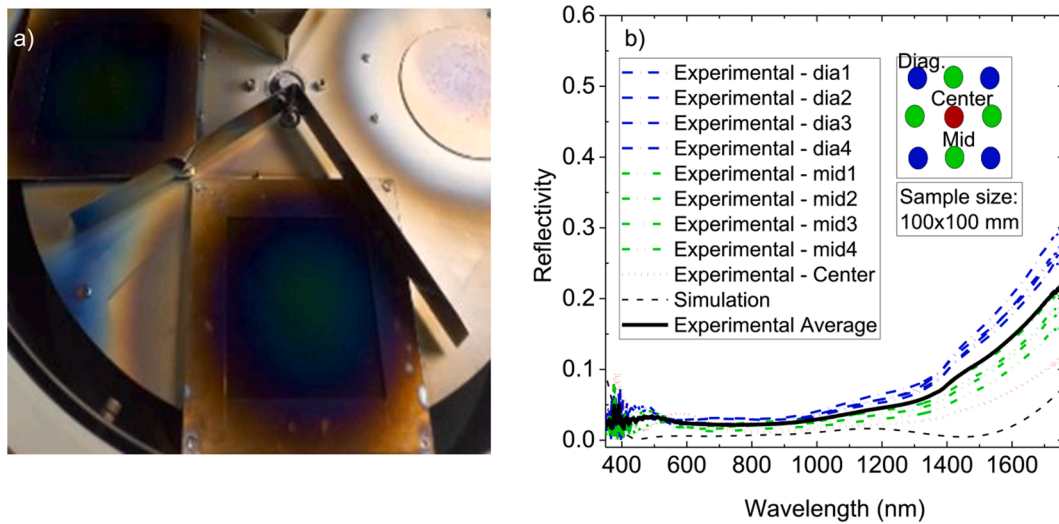 a)
b)
0.6
0.5
0.4
0.3
0.2
0.1
0.0
Reflectivity
Experimental - dia1
Experimental - dia2
Experimental - dia3
Experimental - dia4
Experimental - mid1
Experimental - mid2
Experimental - mid3
Experimental - mid4
Experimental - Center
Simulation
Experimental Average
Diag.
Center
Mid
Sample size:
100x100 mm
400 600 800 1000 1200 1400 1600
Wavelength (nm)